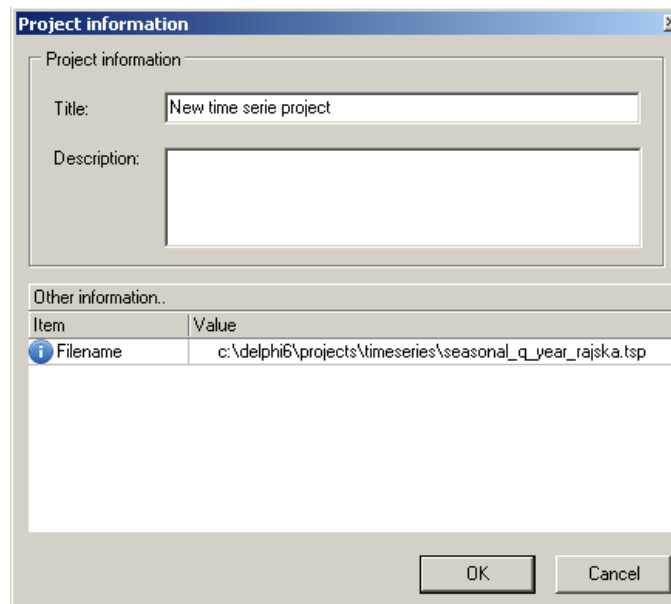 Project information
Project information
Title: New time serie project
Description:
Other information..
Item Value
Filename c:\delphi6\projects\timeseries\seasonal_q_year_rajska.tsp
OK Cancel